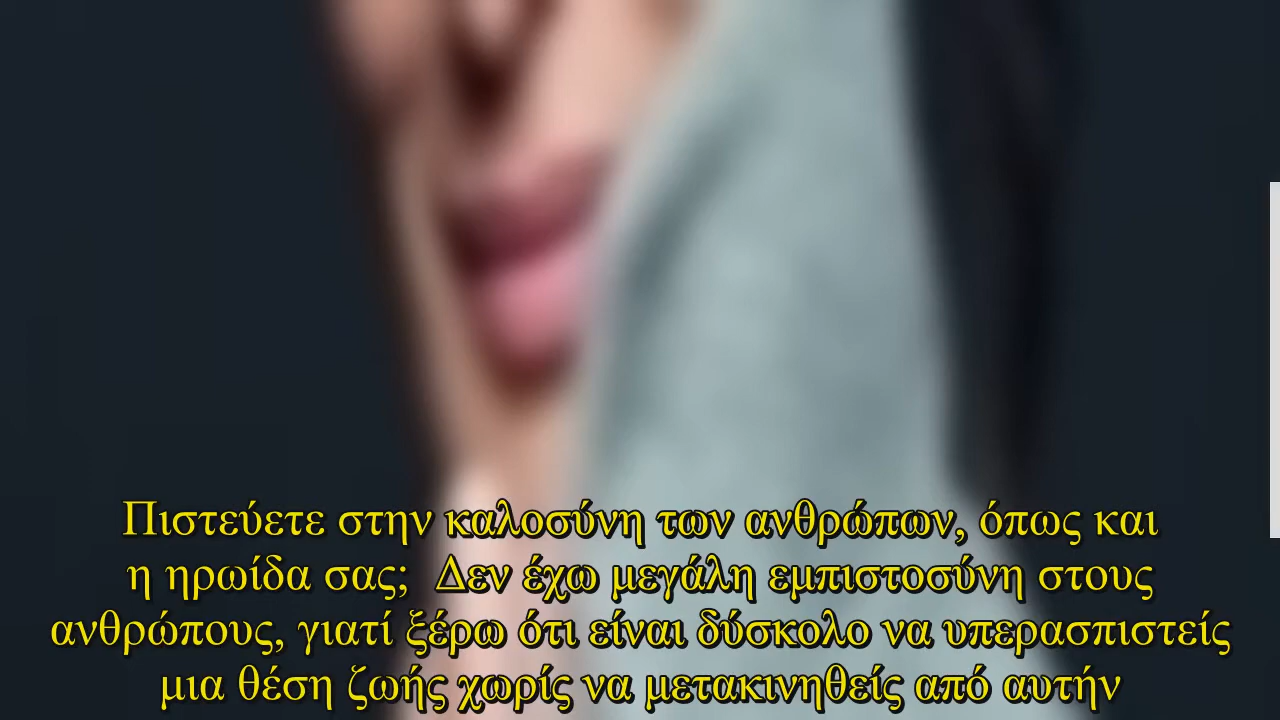 Πιστεύετε στην καλοσύνη των ανθρώπων, όπως και
η ηρωίδα σας;  Δεν έχω μεγάλη εμπιστοσύνη στους
ανθρώπους, γιατί ξέρω ότι είναι δύσκολο να υπερασπιστείς
μια θέση ζωής χωρίς να μετακινηθείς από αυτήν